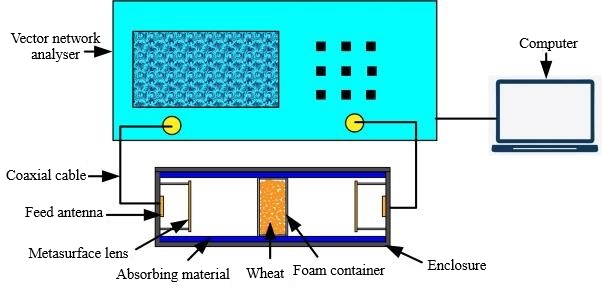 Vector network
analyser
Computer
Coaxial cable
Feed antenna
Metasurface lens
Absorbing material
Wheat
Foam container
Enclosure